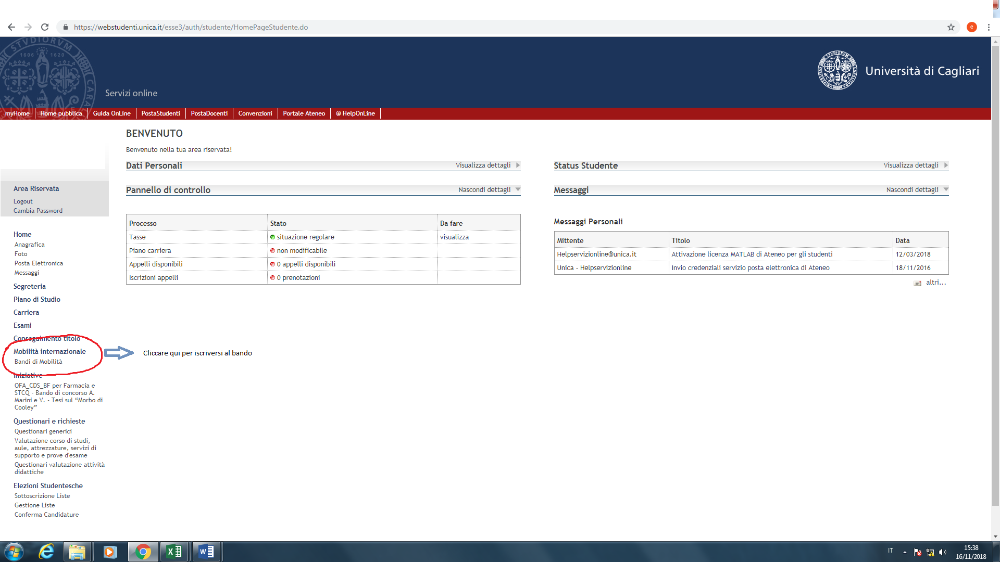 https://webstudenti.unica.it/esse3/auth/studente/HomePageStudente.do
e
STVDIORVM
1606 1620
CARALI
Servizi online
Università di Cagliari
myHome
Home pubblica
Guida OnLine
PostaStudenti
PostaDocenti
Convenzioni
Portale Ateneo
@ HelpOnLine
BENVENUTO
Benvenuto nella tua area riservata!
Dati Personali
Visualizza dettagli
Status Studente
Visualizza dettagli
Pannello di controllo
Nascondi dettagli
Messaggi
Nascondi dettagli
Processo Stato Da fare
Tasse situazione regolare visualizza
Piano carriera non modificabile
Appelli disponibili 0 appelli disponibili
Iscrizioni appelli 0 prenotazioni
Messaggi Personali
Mittente Titolo Data
Helpservizionline@unica.it Attivazione licenza MATLAB di Ateneo per gli studenti 12/03/2018
Unica - Helpservizionline Invio credenziali servizio posta elettronica di Ateneo 18/11/2016
altri...
Area Riservata
Logout
Cambia Password
Home
Anagrafica
Foto
Posta Elettronica
Messaggi
Segreteria
Piano di Studio
Carriera
Esami
Conseguimento titolo
Mobilità internazionale
Bandi di Mobilità
Cliccare qui per iscriversi al bando
Iniziative
OFA_CDS_BF per Farmacia e
STCQ - Bando di concorso A.
Marini e V. - Tesi sul “Morbo di
Cooley”
Questionari e richieste
Questionari generici
Valutazione corso di studi,
aule, attrezzature, servizi di
supporto e prove d'esame
Questionari valutazione attività
didattiche
Elezioni Studentesche
Sottoscrizione Liste
Gestione Liste
Conferma Candidature
IT
15:38
16/11/2018